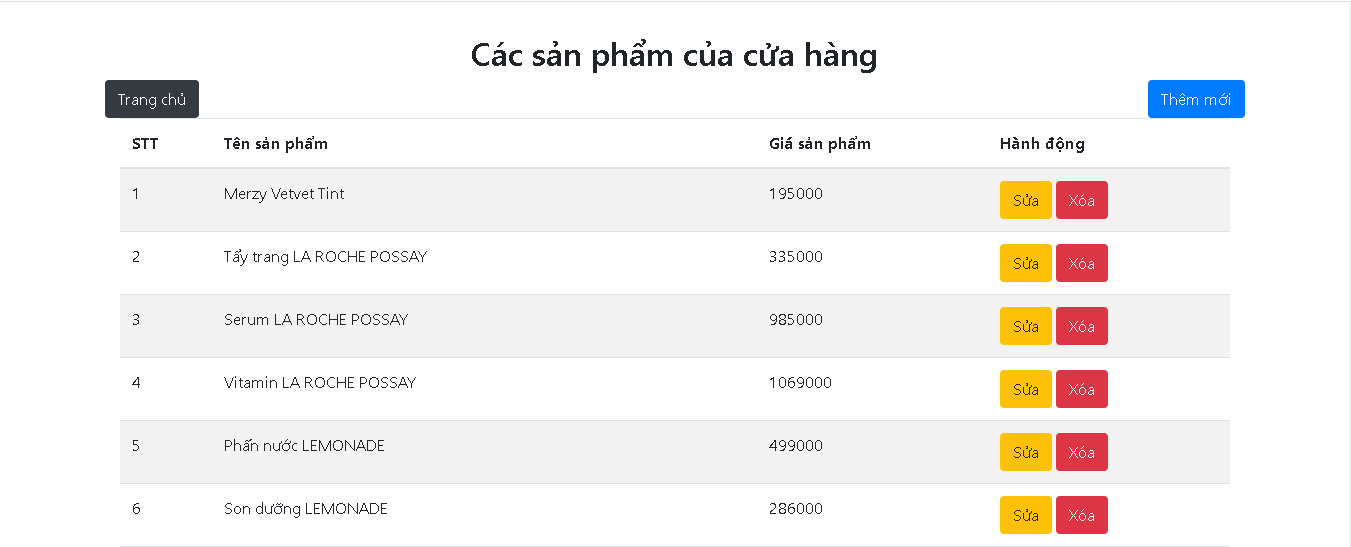 Các sản phẩm của cửa hàng
Trang chủ Thêm mới
STT Tên sản phẩm Giá sản phẩm Hành động
1 Merzy Vetvet Tint 195000 Sửa Xóa
2 Tẩy trang LA ROCHE POSSAY 335000 Sửa Xóa
3 Serum LA ROCHE POSSAY 985000 Sửa Xóa
4 Vitamin LA ROCHE POSSAY 1069000 Sửa Xóa
5 Phấn nước LEMONADE 499000 Sửa Xóa
6 Son dưỡng LEMONADE 286000 Sửa Xóa